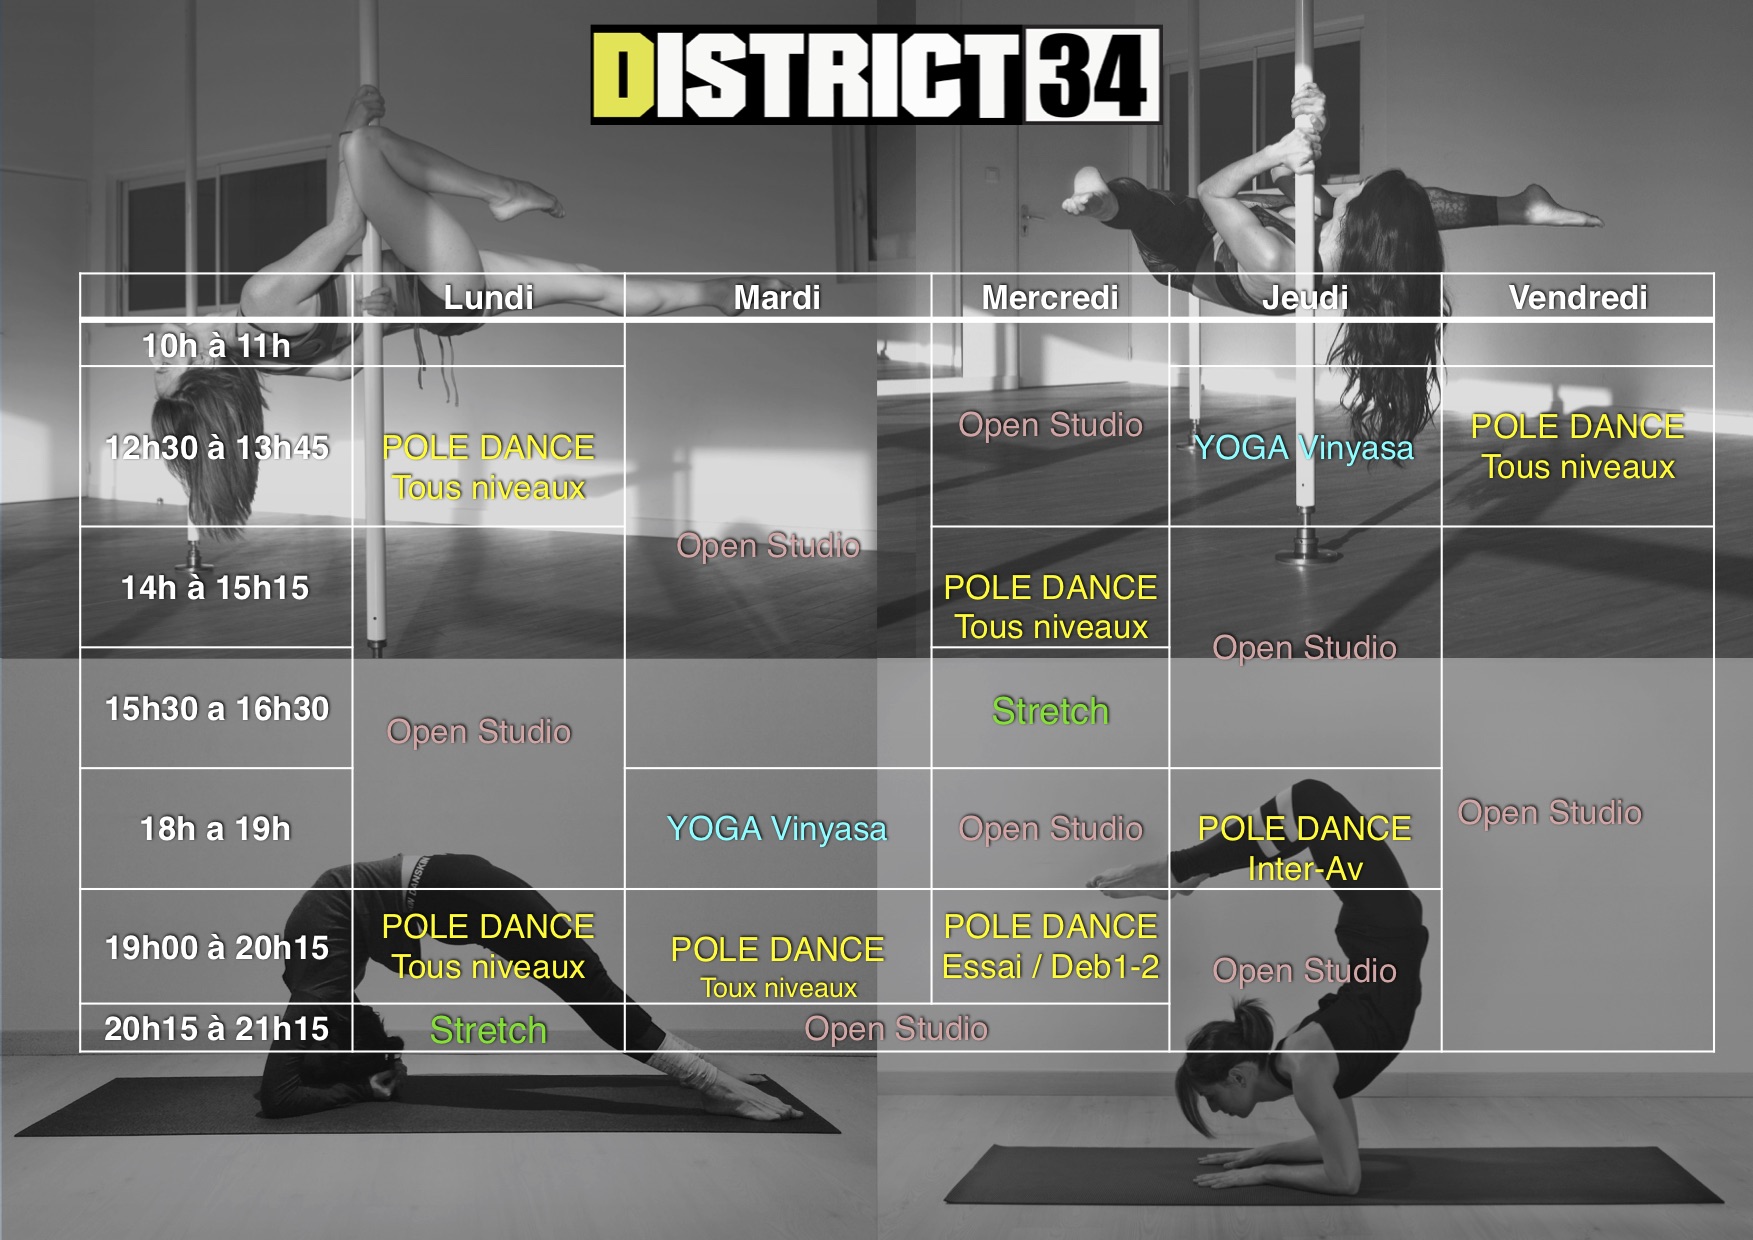 DISTRICT 34
Lundi Mardi Mercredi Jeudi Vendredi
10h à 11h
12h30 à 13h45
POLE DANCE
Tous niveaux
Open Studio
Open Studio
YOGA Vinyasa
POLE DANCE
Tous niveaux
14h à 15h15
POLE DANCE
Tous niveaux
Open Studio
15h30 a 16h30
Open Studio
Stretch
Open Studio
18h a 19h
YOGA Vinyasa
Open Studio
POLE DANCE
Inter-Av
19h00 à 20h15
POLE DANCE
Tous niveaux
POLE DANCE
Toux niveaux
POLE DANCE
Essai / Deb1-2
Open Studio
20h15 à 21h15
Stretch
Open Studio
DANSKIN